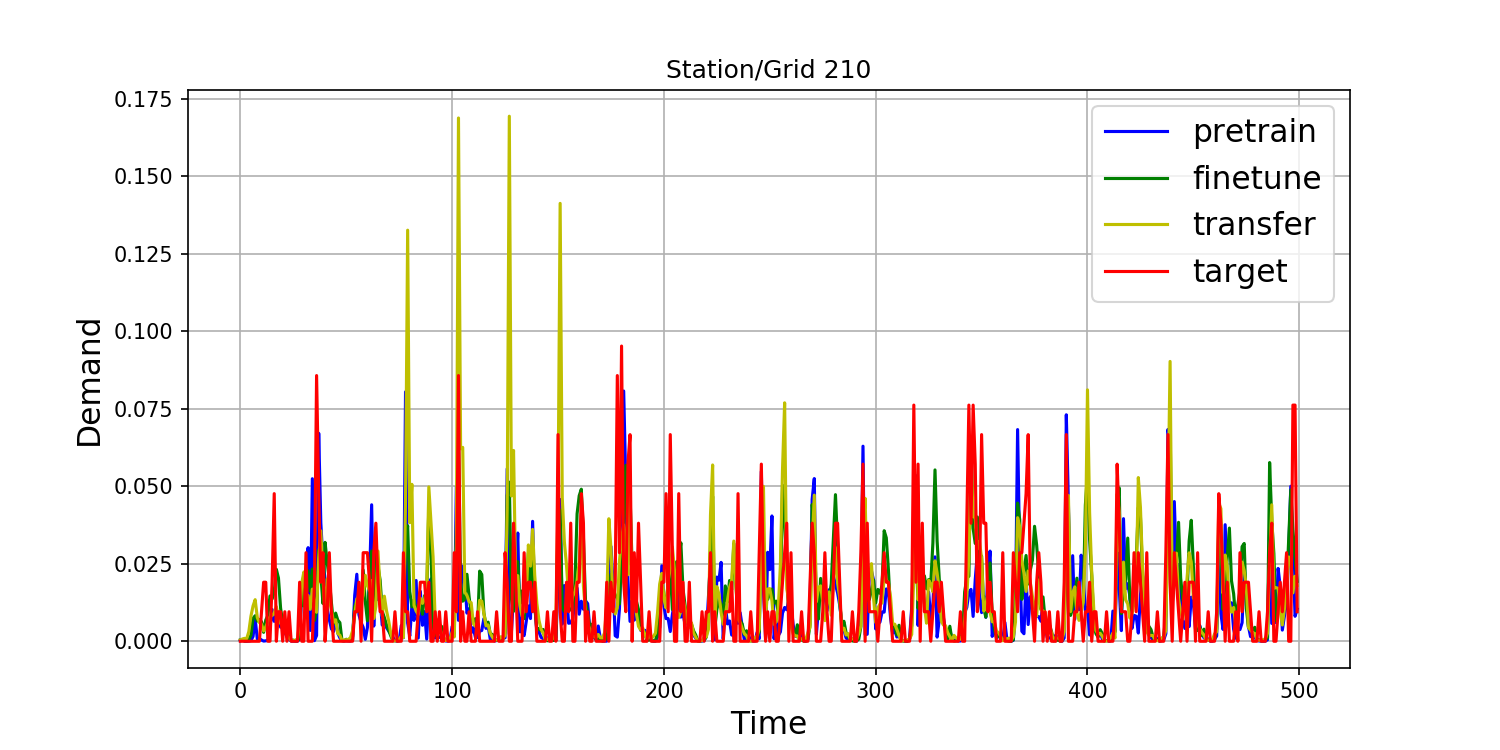 Station/Grid 210
0.175
0.150
0.125
0.100
0.075
0.050
0.025
0.000
Demand
pretrain
finetune
transfer
target
0 100 200 300 400 500
Time